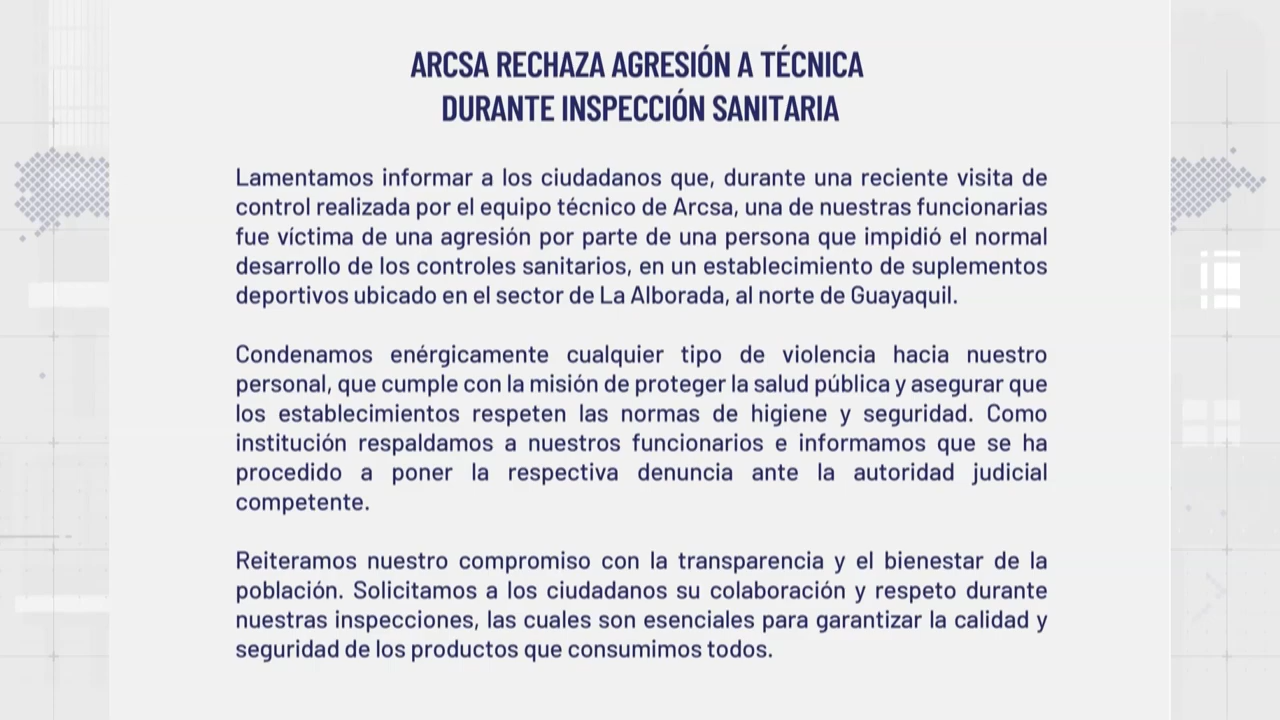 ARCSA RECHAZA AGRESIÓN A TÉCNICA
DURANTE INSPECCIÓN SANITARIA
Lamentamos informar a los ciudadanos que, durante una reciente visita de
control realizada por el equipo técnico de Arcsa, una de nuestras funcionarias
fue víctima de una agresión por parte de una persona que impidió el normal
desarrollo de los controles sanitarios, en un establecimiento de suplementos
deportivos ubicado en el sector de La Alborada, al norte de Guayaquil.
Condenamos enérgicamente cualquier tipo de violencia hacia nuestro
personal, que cumple con la misión de proteger la salud pública y asegurar que
los establecimientos respeten las normas de higiene y seguridad. Como
institución respaldamos a nuestros funcionarios e informamos que se ha
procedido a poner la respectiva denuncia ante la autoridad judicial
competente.
Reiteramos nuestro compromiso con la transparencia y el bienestar de la
población. Solicitamos a los ciudadanos su colaboración y respeto durante
nuestras inspecciones, las cuales son esenciales para garantizar la calidad y
seguridad de los productos que consumimos todos.